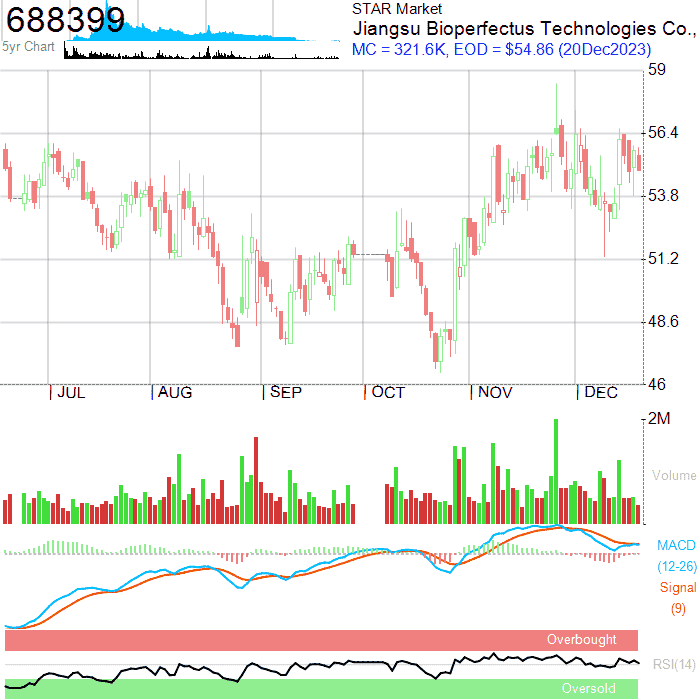 688399
5yr Chart
STAR Market
Jiangsu Bioperfectus Technologies Co.,
MC = 321.6K, EOD = $54.86 (20Dec2023)
59
56.4
53.8
51.2
48.6
46
JUL
AUG
SEP
OCT
NOV
DEC
2M
Volume
MACD
(12-26)
Signal
(9)
Overbought
RSI(14)
Oversold